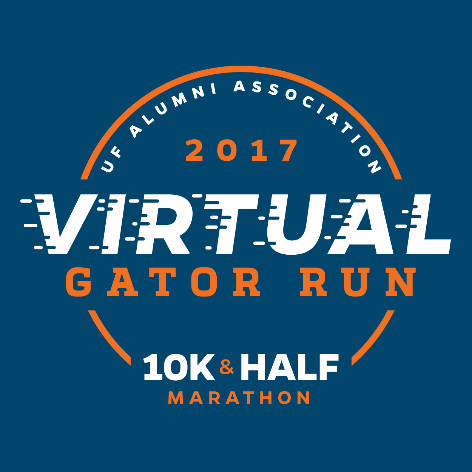 UF ALUMNI ASSOCIATION
2017
VIRTUAL
GATOR RUN
10K & HALF
MARATHON